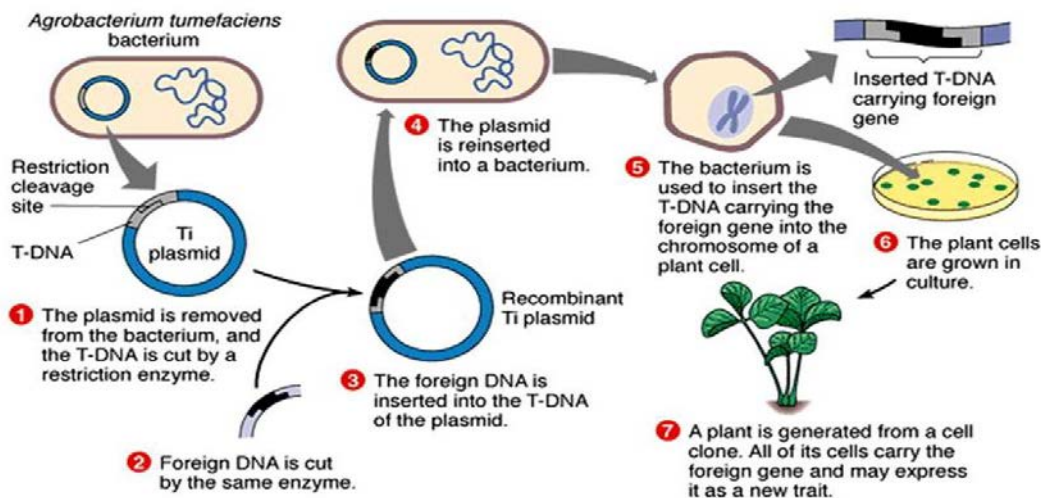 Agrobacterium tumefaciens
bacterium
Restriction
cleavage
site
T-DNA
Ti
plasmid
1 The plasmid is removed
from the bacterium, and
the T-DNA is cut by a
restriction enzyme.
2 Foreign DNA is cut
by the same enzyme.
Recombinant
Ti plasmid
3 The foreign DNA is
inserted into the T-DNA
of the plasmid.
4 The plasmid
is reinserted
into a bacterium.
5 The bacterium is
used to insert the
T-DNA carrying the
foreign gene into the
chromosome of a
plant cell.
Inserted T-DNA
carrying foreign
gene
6 The plant cells
are grown in
culture.
7 A plant is generated from a cell
clone. All of its cells carry the
foreign gene and may express
it as a new trait.